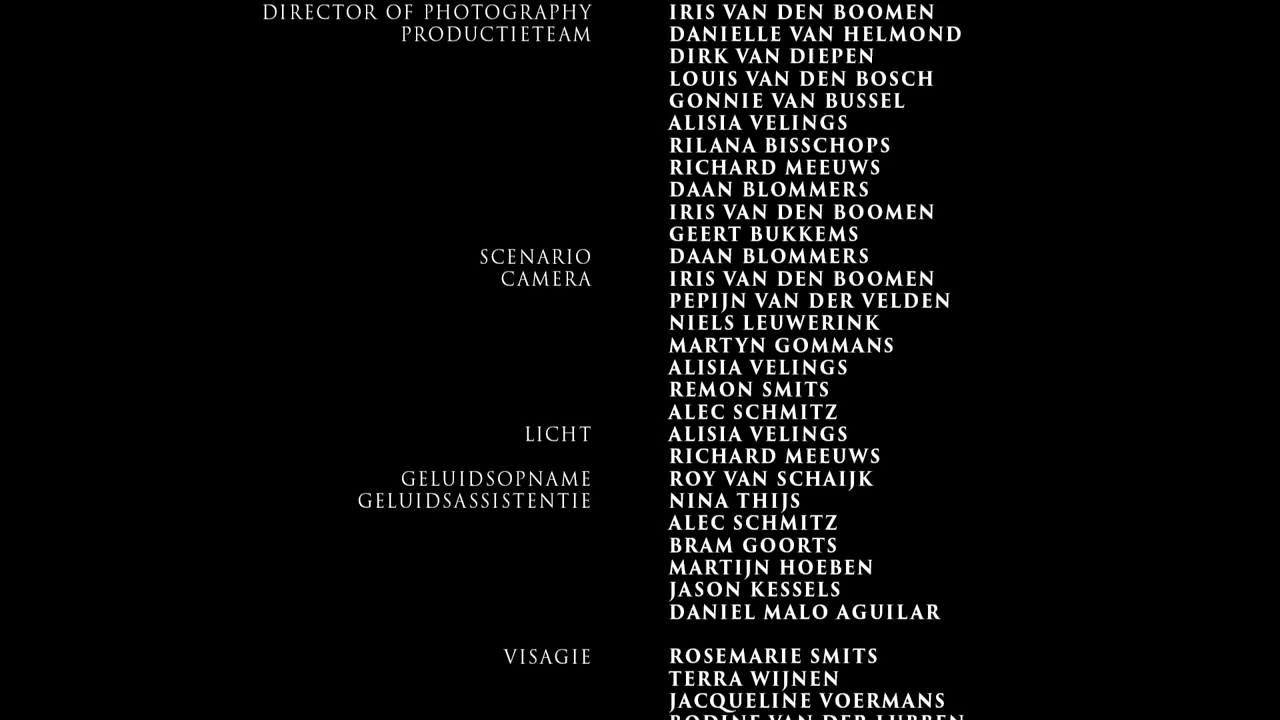 DIRECTOR OF PHOTOGRAPHY IRIS VAN DEN BOOMEN
PRODUCTIETEAM DANIELLE VAN HELMOND
DIRK VAN DIEPEN
LOUIS VAN DEN BOSCH
GONNIE VAN BUSSEL
ALISIA VELINGS
RILANA BISSCHOPS
RICHARD MEEUWS
DAAN BLOMMERS
IRIS VAN DEN BOOMEN
GEERT BUKKEMS
SCENARIO DAAN BLOMMERS
CAMERA IRIS VAN DEN BOOMEN
PEPIJN VAN DER VELDEN
NIELS LEUWERINK
MARTYN GOMMANS
ALISIA VELINGS
REMON SMITS
ALEC SCHMITZ
LICHT ALISIA VELINGS
RICHARD MEEUWS
GELUIDSOPNAME ROY VAN SCHAIJK
GELUIDSASSISTENTIE NINA THIJS
ALEC SCHMITZ
BRAM GOORTS
MARTIJN HOEBEN
JASON KESSELS
DANIEL MALO AGUILAR
VISAGIE ROSEMARIE SMITS
TERRA WIJNEN
JACQUELINE VOERMANS
VAN DER